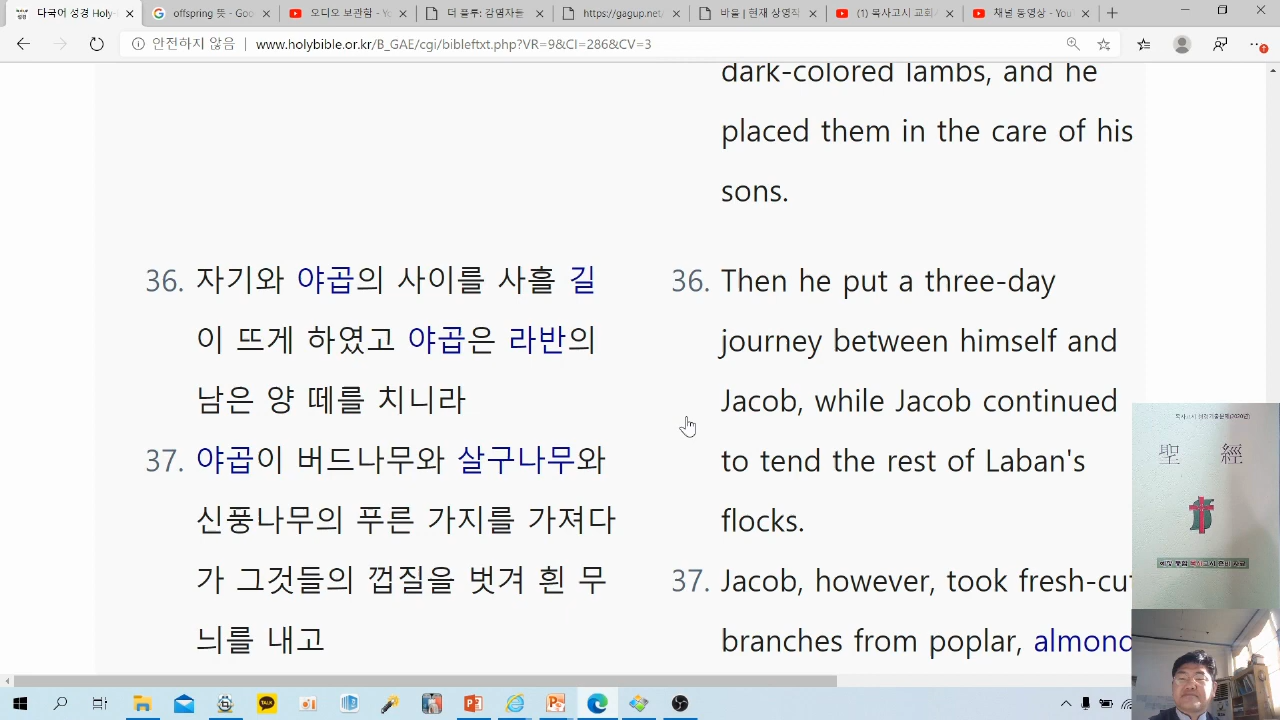 다국어 성경 Holy-
offspring 뜻 - Goo
오디오 보관함 - Yo
더 플루: 감염자들
https://gagup.net/
바울 | 현재 상영작
(1) 목사고시 교회
채널 동영상 - You
안전하지 않음
www.holybible.or.kr/B_GAE/cgi/bibleftxt.php?VR=9&CI=286&CV=3
dark-colored lambs, and he
placed them in the care of his
sons.
36. 자기와 야곱의 사이를 사흘 길
이 뜨게 하였고 야곱은 라반의
남은 양 떼를 치니라
37. 야곱이 버드나무와 살구나무와
신풍나무의 푸른 가지를 가져다
가 그것들의 껍질을 벗겨 흰 무
늬를 내고
36. Then he put a three-day
journey between himself and
Jacob, while Jacob continued
to tend the rest of Laban's
flocks.
37. Jacob, however, took fresh-cut
branches from poplar, almond
聖 經
TALK